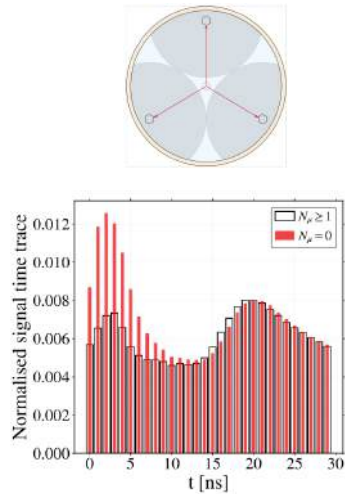 0.012
0.010
0.008
0.006
0.004
0.002
0.000
Normalised signal time trace
N_μ ≥ 1
N_μ = 0
0 5 10 15 20 25 30
t [ns]